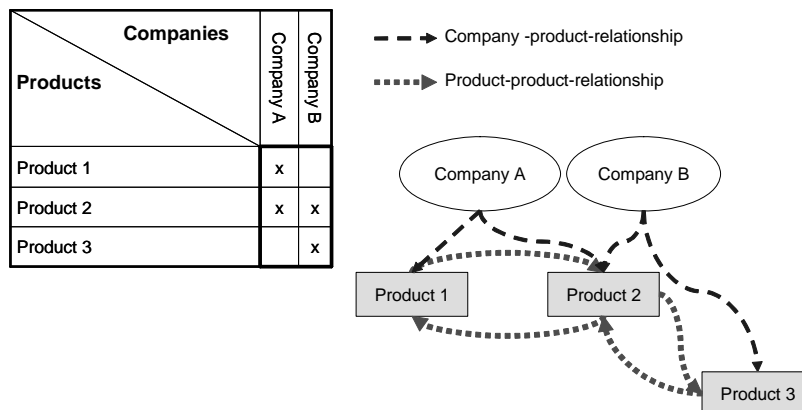 Companies
Products
Company A
Company B
Product 1
x
Product 2
x
x
Product 3
x
Company -product-relationship
Product-product-relationship
Company A
Company B
Product 1
Product 2
Product 3